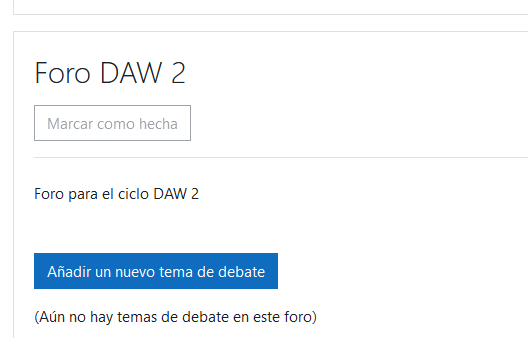 Foro DAW 2
Marcar como hecha
Foro para el ciclo DAW 2
Añadir un nuevo tema de debate
(Aún no hay temas de debate en este foro)